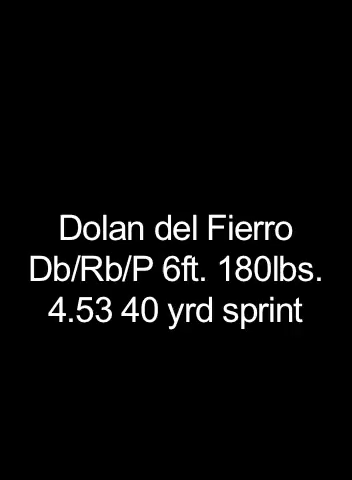 Dolan del Fierro
Db/Rb/P 6ft. 180lbs.
4.53 40 yrd sprint